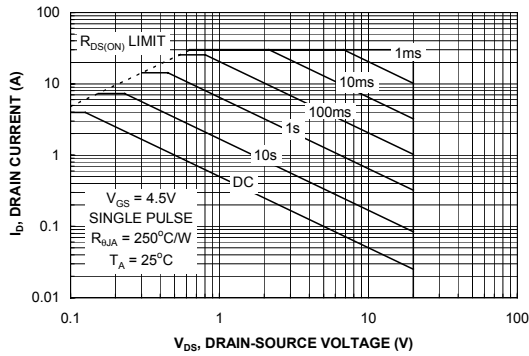 100
10
1
0.1
0.01
I_D, DRAIN CURRENT (A)
R_DS(ON) LIMIT
1ms
10ms
100ms
1s
10s
DC
V_GS = 4.5V
SINGLE PULSE
R_θJA = 250°C/W
T_A = 25°C
0.1 1 10 100
V_DS, DRAIN-SOURCE VOLTAGE (V)